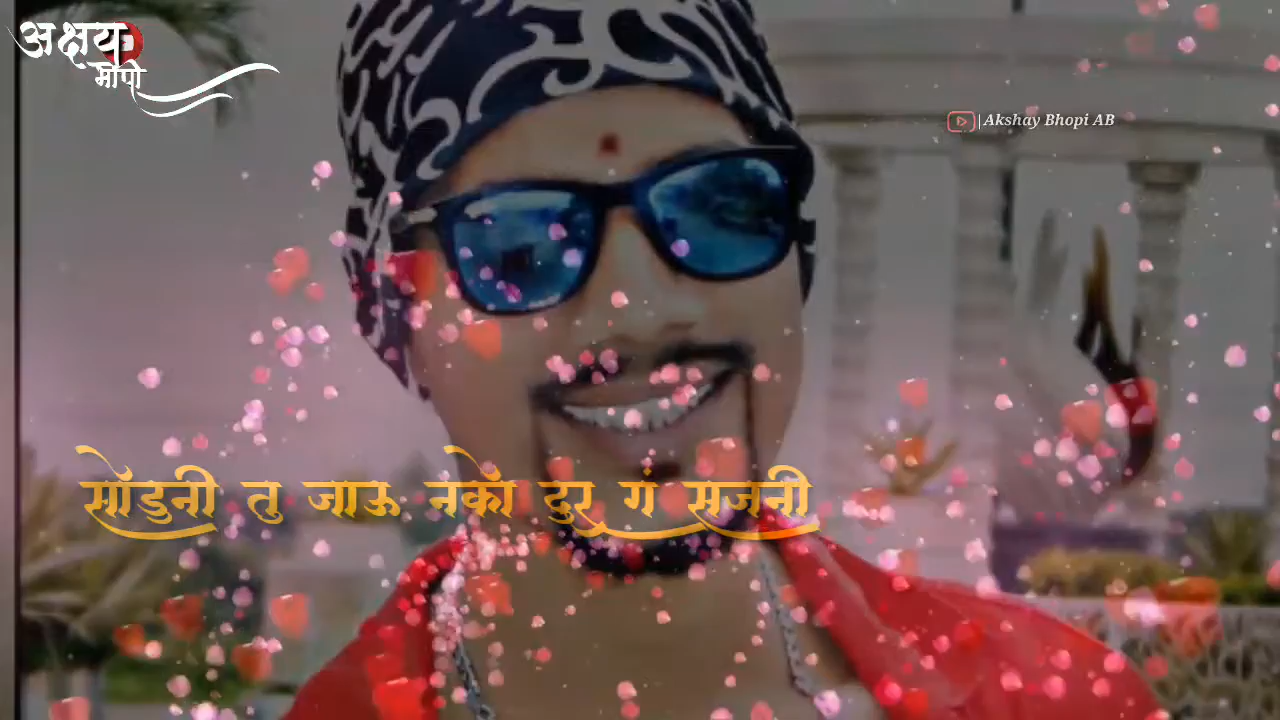 अक्षय
भोपी
| Akshay Bhopi AB
सोडुनी तु जाऊ नको दुर गं सजनी